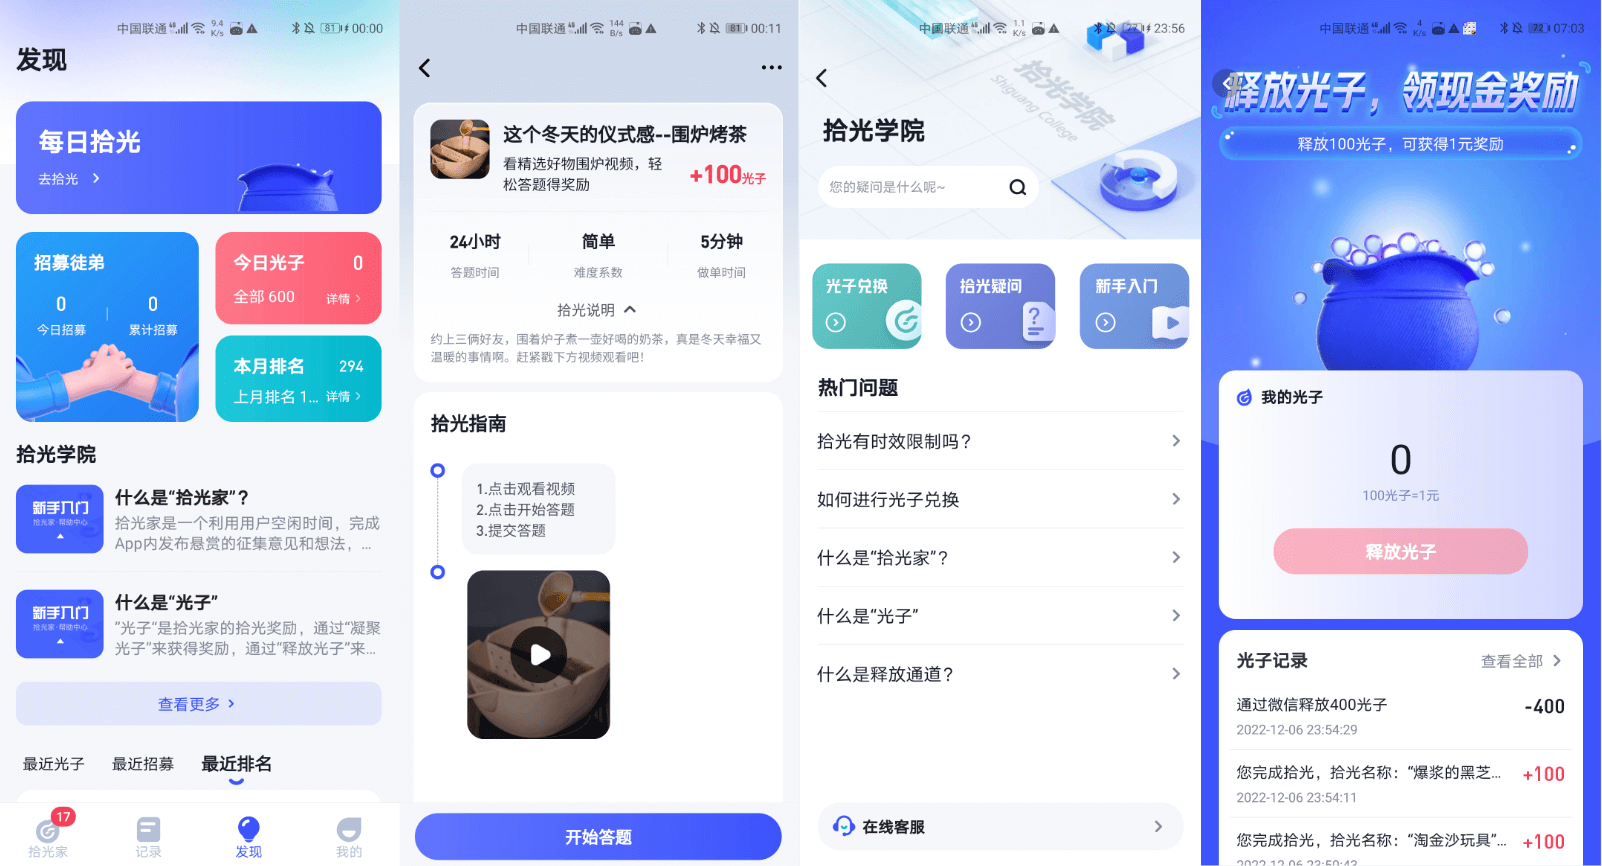 中国联通 9.4 K/s 81 00:00
发现
每日拾光
去拾光
招募徒弟
0 0
今日招募 累计招募
今日光子 0
全部 600 详情
本月排名 294
上月排名 1... 详情
拾光学院
新手入门
拾光家·帮助中心
什么是“拾光家”?
拾光家是一个利用用户空闲时间，完成
App内发布悬赏的征集意见和想法，...
新手入门
拾光家·帮助中心
什么是“光子”
”光子“是拾光家的拾光奖励，通过“凝聚
光子”来获得奖励，通过”释放光子”来...
查看更多
最近光子 最近招募 最近排名
17
拾光家 记录 发现 我的
中国联通 144 B/s 81 00:11
这个冬天的仪式感--围炉烤茶
看精选好物围炉视频，轻
松答题得奖励
+100光子
24小时 简单 5分钟
答题时间 难度系数 做单时间
拾光说明
约上三俩好友，围着炉子煮一壶好喝的奶茶，真是冬天幸福又
温暖的事情啊。赶紧戳下方视频观看吧!
拾光指南
1.点击观看视频
2.点击开始答题
3.提交答题
开始答题
中国联通 1.1 K/s 77 23:56
拾光学院
Shiguang College
拾光学院
您的疑问是什么呢~
光子兑换 拾光疑问 新手入门
热门问题
拾光有时效限制吗?
如何进行光子兑换
什么是“拾光家”?
什么是“光子”
什么是释放通道?
在线客服
中国联通 4 K/s 72 07:03
释放光子，领现金奖励
释放100光子，可获得1元奖励
我的光子
0
100光子=1元
释放光子
光子记录 查看全部
通过微信释放400光子 -400
2022-12-06 23:54:29
您完成拾光，拾光名称：“爆浆的黑芝... +100
2022-12-06 23:54:11
您完成拾光，拾光名称：“淘金沙玩具”... +100